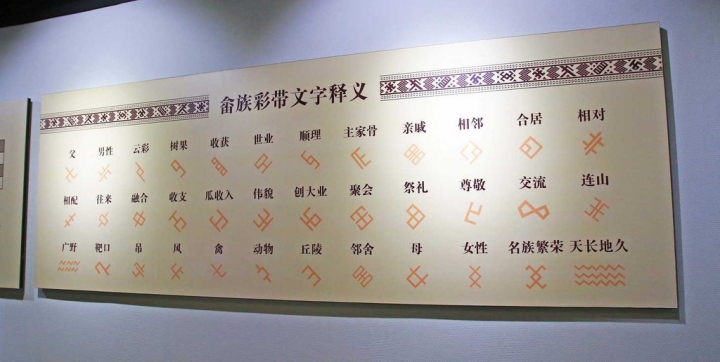 畲族彩带文字释义
父 男性 云彩 树果 收获 世业 顺理 主家骨 亲戚 相邻 合居 相对
相配 往来 融合 收支 瓜收入 伟貌 创大业 聚会 祭礼 尊敬 交流 连山
广野 靶口 吊 风 禽 动物 丘陵 邻舍 母 女性 名族繁荣 天长地久